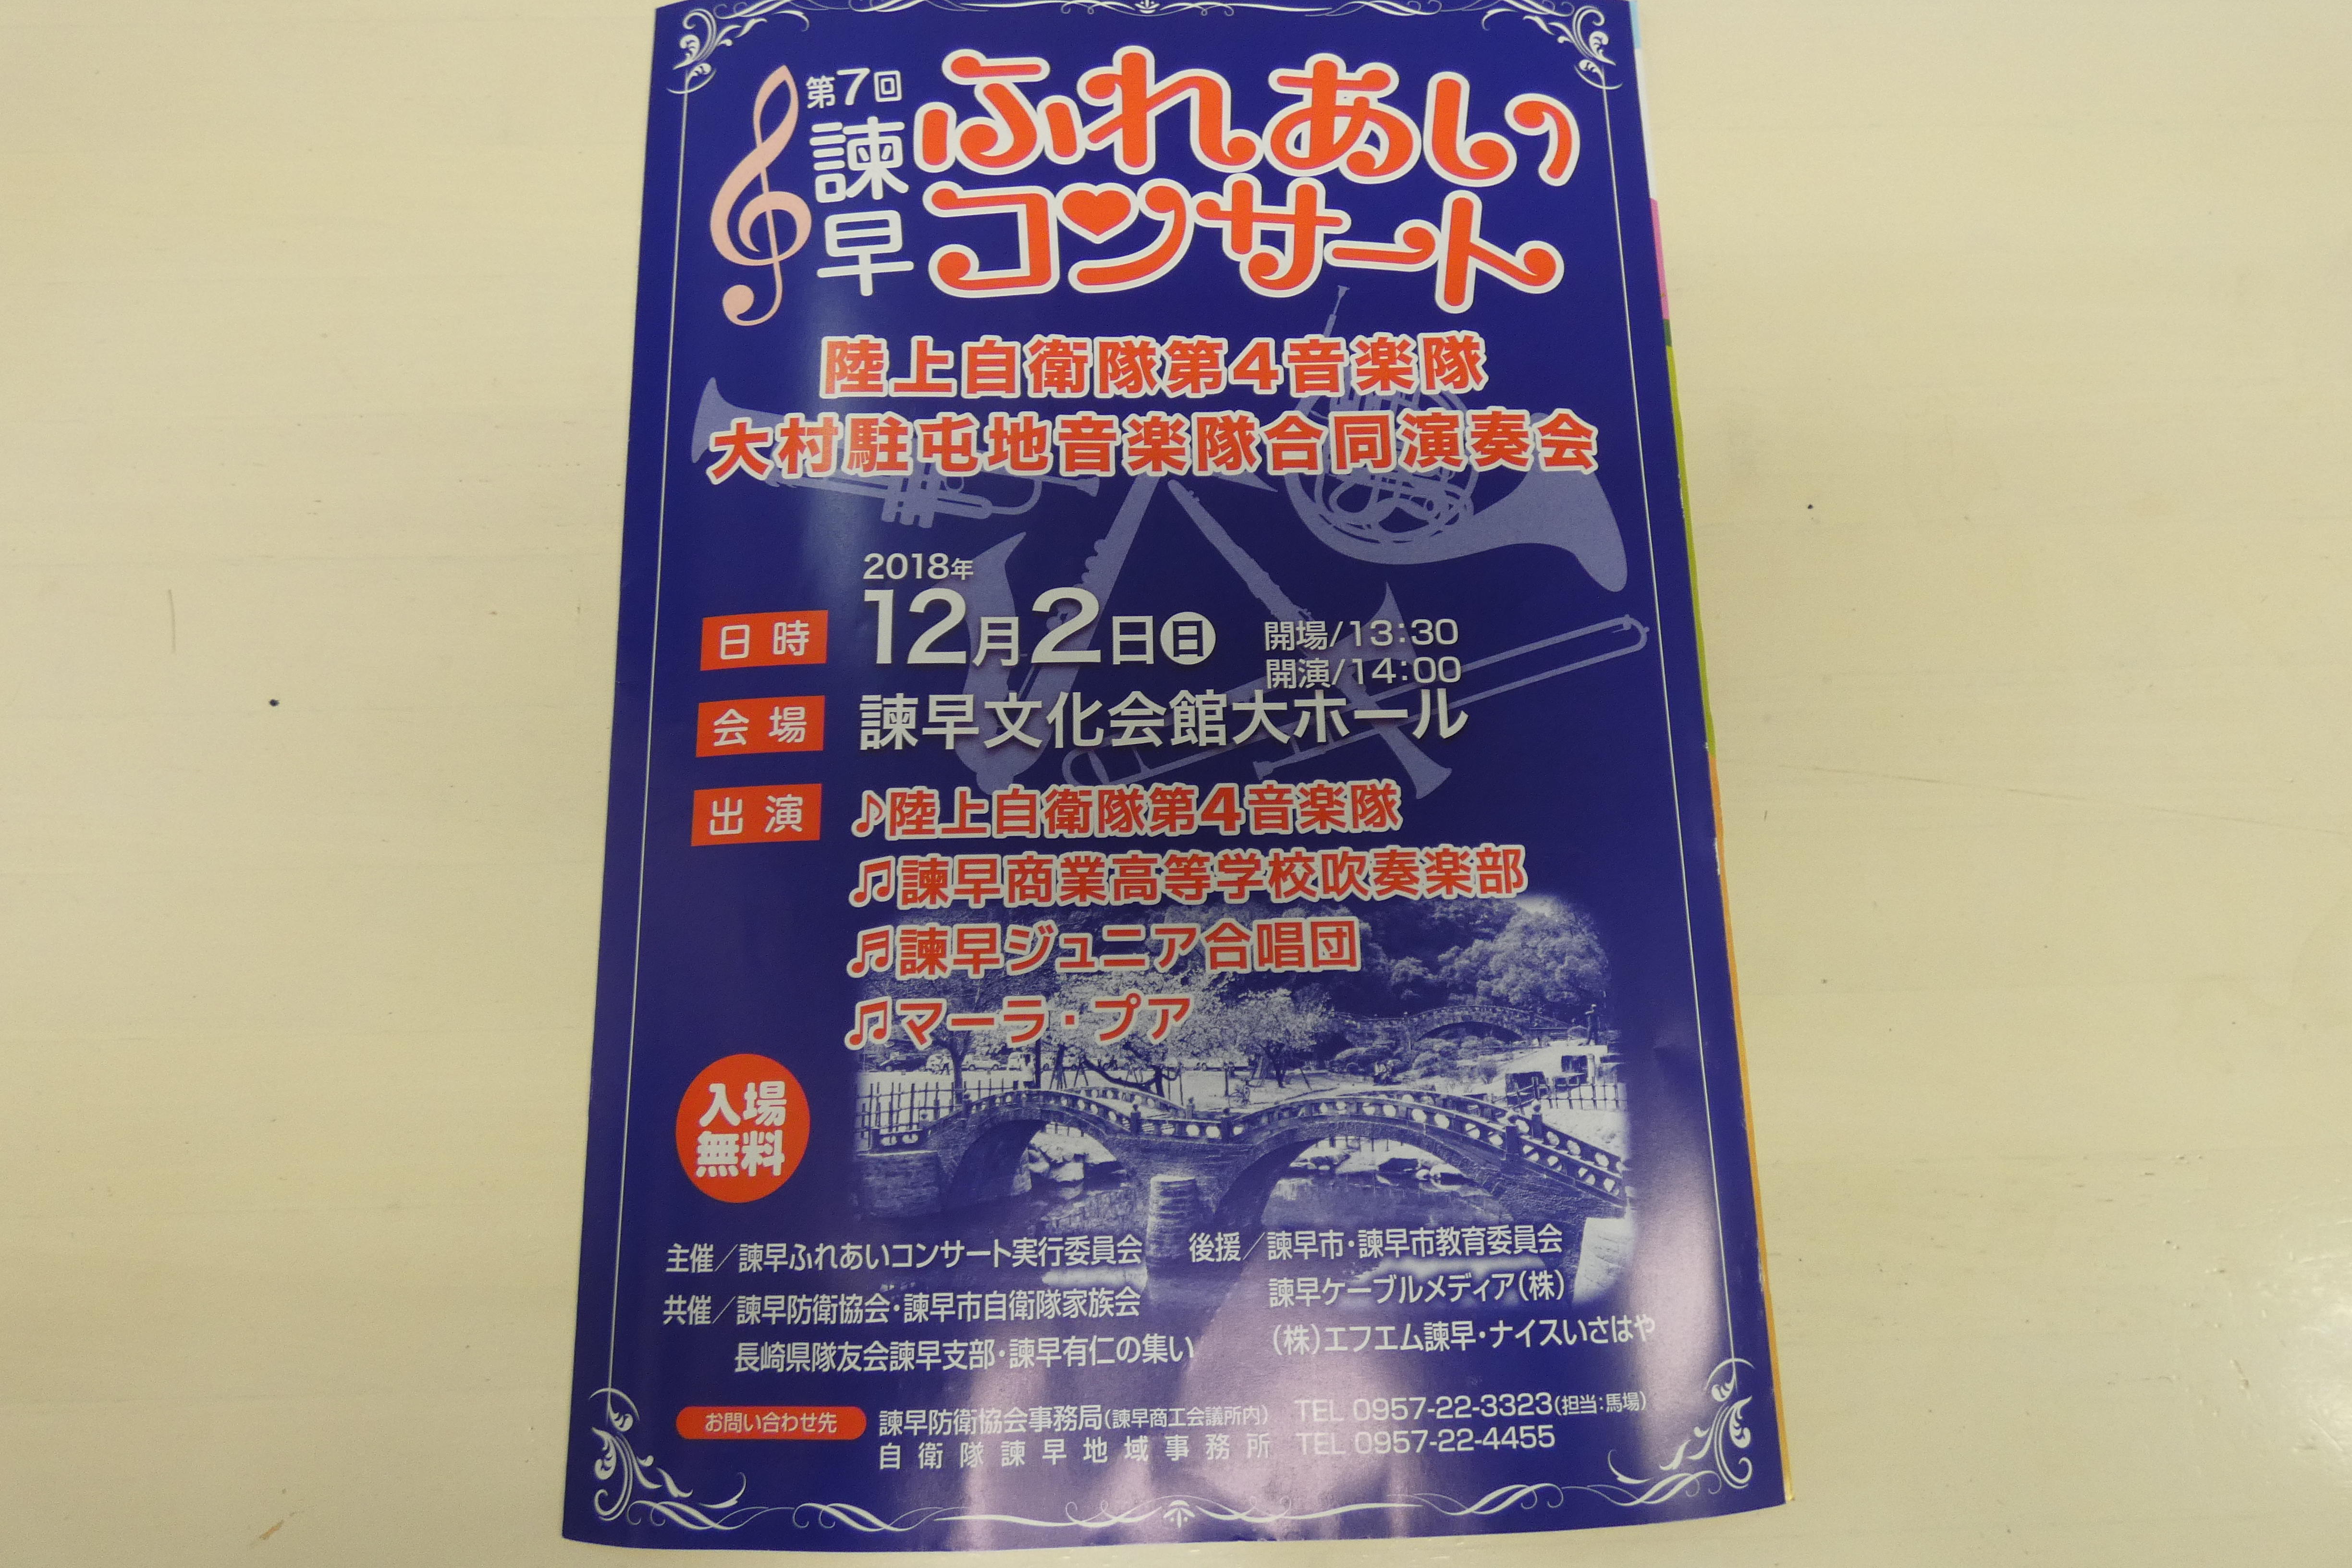 第7回
諫早
ふれあい
コンサート
陸上自衛隊第4音楽隊
大村駐屯地音楽隊合同演奏会
2018年
日時 12月2日日 開場/13:30
開演/14:00
会場 諫早文化会館大ホール
出演 ♪陸上自衛隊第4音楽隊
♫諫早商業高等学校吹奏楽部
♬諫早ジュニア合唱団
♫マーラ・プア
入場
無料
主催/諫早ふれあいコンサート実行委員会
共催/諫早防衛協会・諫早市自衛隊家族会
長崎県隊友会諫早支部・諫早有仁の集い
後援/諫早市・諫早市教育委員会
諫早ケーブルメディア(株)
(株)エフエム諫早・ナイスいさはや
お問い合わせ先 諫早防衛協会事務局(諫早商工会議所内) TEL 0957-22-3323(担当:馬場)
自衛隊諫早地域事務所 TEL 0957-22-4455